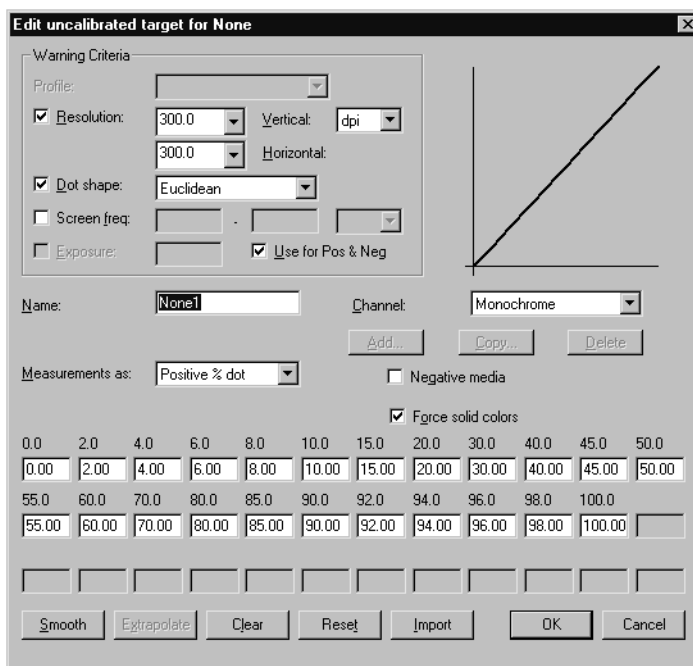 Edit uncalibrated target for None
Warning Criteria
Profile:
Resolution: 300.0 Vertical: dpi
300.0 Horizontal:
Dot shape: Euclidean
Screen freq: -
Exposure: Use for Pos & Neg
Name: None1 Channel: Monochrome
Add... Copy... Delete
Measurements as: Positive % dot Negative media
Force solid colors
0.0 2.0 4.0 6.0 8.0 10.0 15.0 20.0 30.0 40.0 45.0 50.0
0.00 2.00 4.00 6.00 8.00 10.00 15.00 20.00 30.00 40.00 45.00 50.00
55.0 60.0 70.0 80.0 85.0 90.0 92.0 94.0 96.0 98.0 100.0
55.00 60.00 70.00 80.00 85.00 90.00 92.00 94.00 96.00 98.00 100.00
Smooth Extrapolate Clear Reset Import OK Cancel